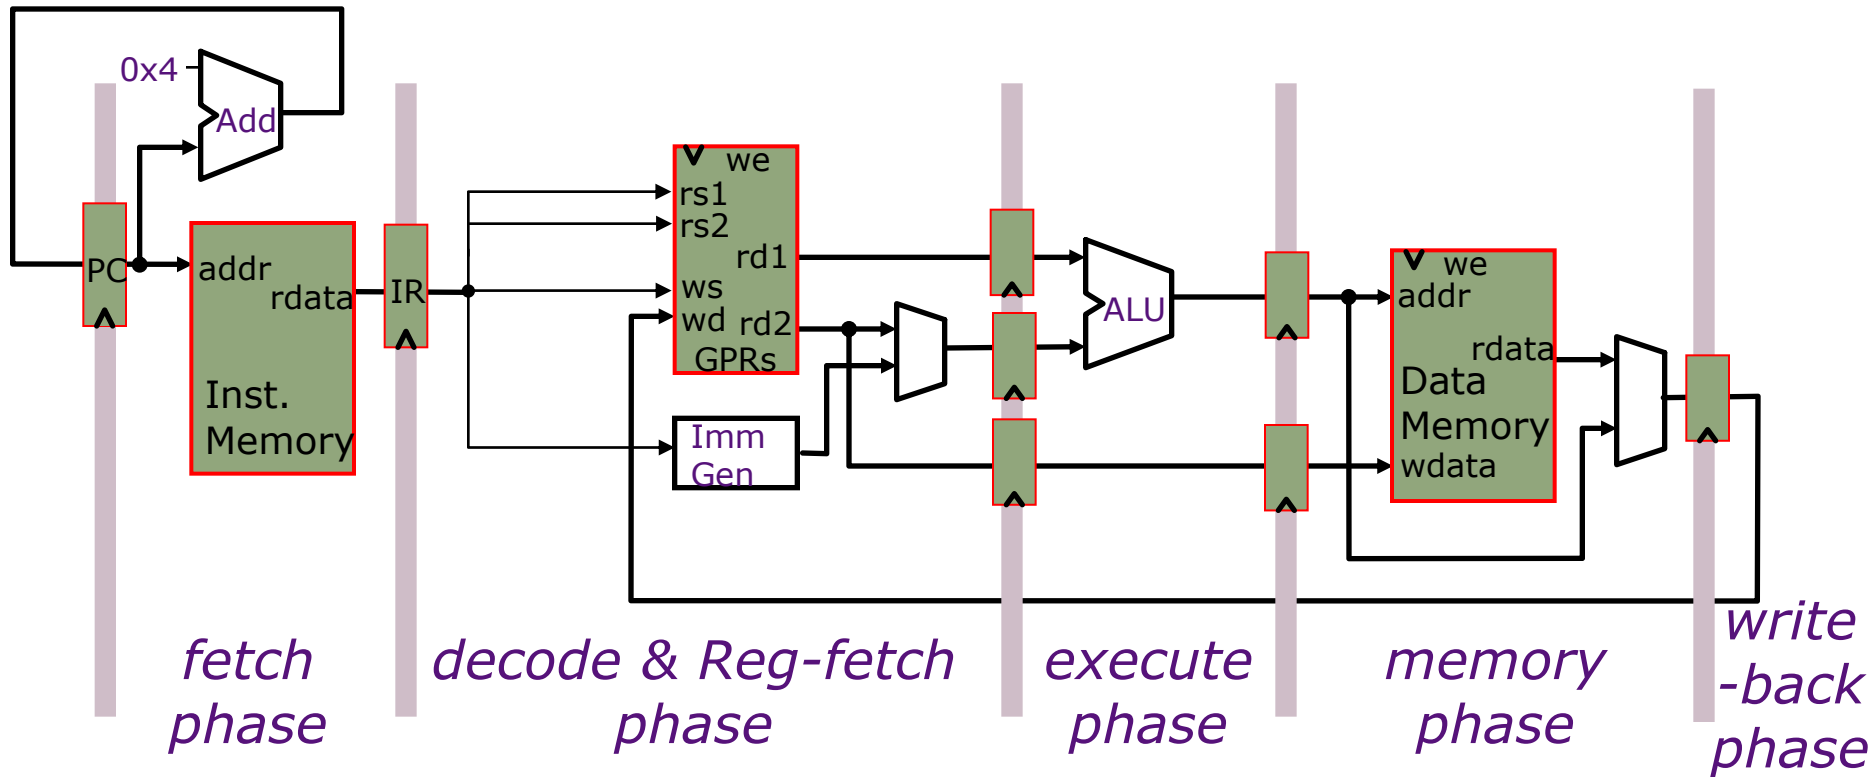 0x4
Add
PC
addr
rdata
Inst.
Memory
IR
we
rs1
rs2
rd1
ws
wd
rd2
GPRs
Imm
Gen
ALU
we
addr
rdata
Data
Memory
wdata
fetch
phase
decode & Reg-fetch
phase
execute
phase
memory
phase
write
-back
phase